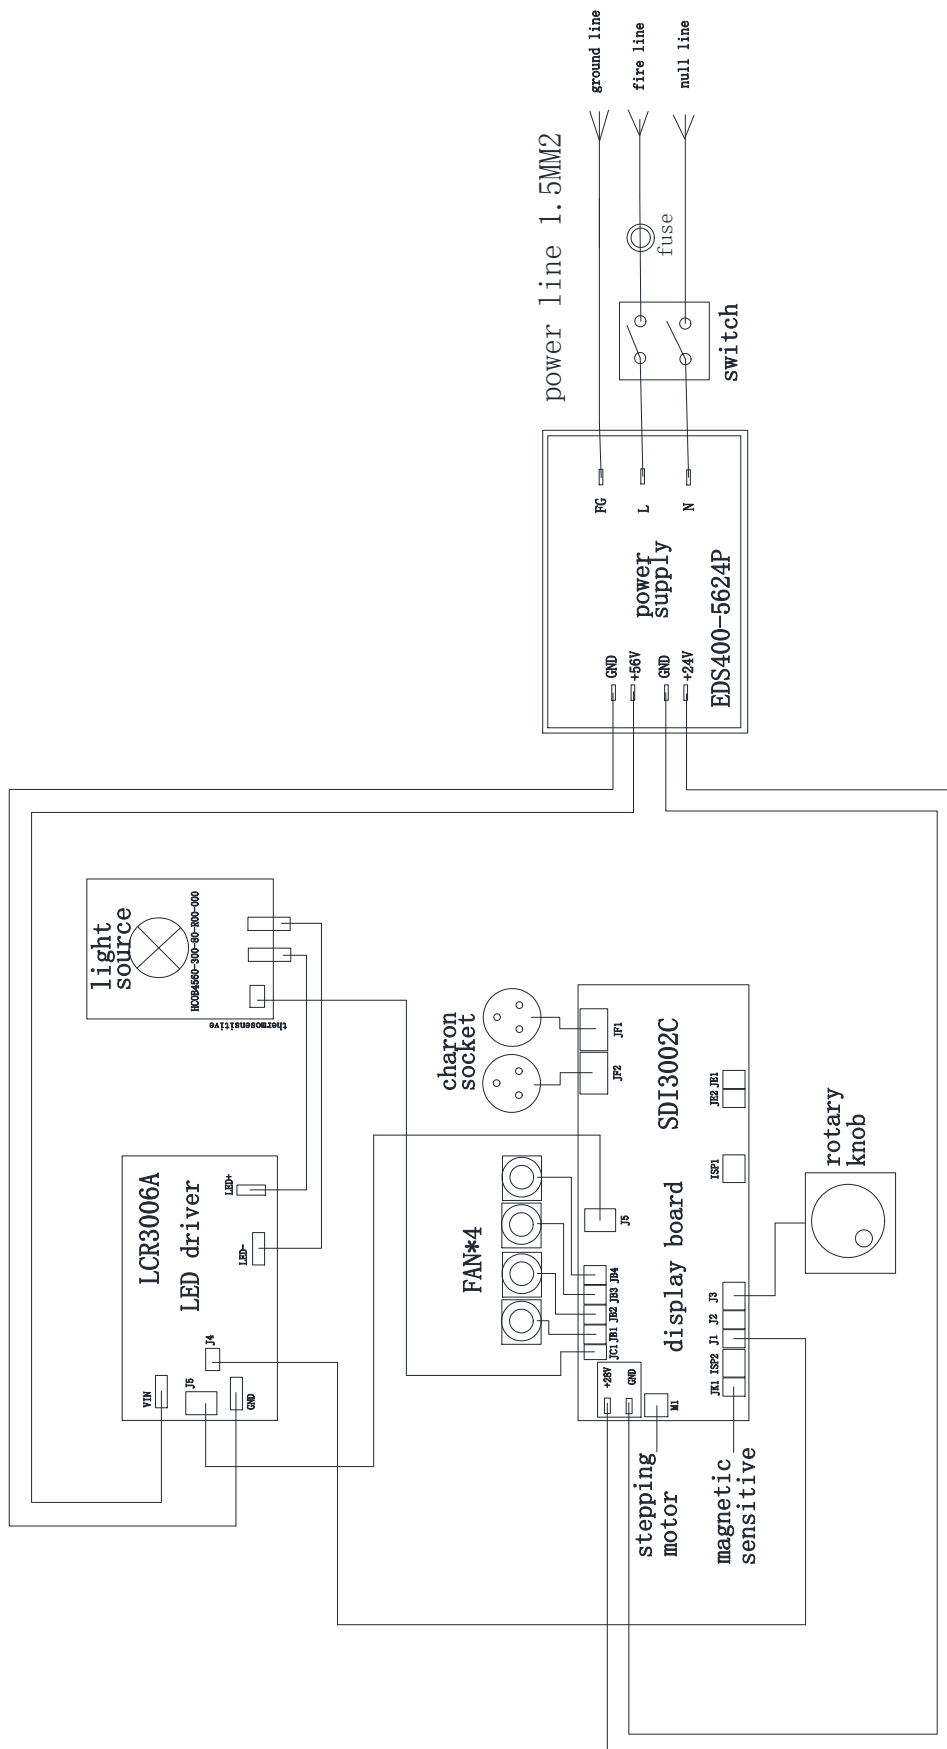 ground line
fire line
null line
power line 1.5MM2
fuse
switch
FG
L
N
power
supply
EDS400-5624P
GND
+56V
GND
+24V
light
source
HCOB4560-300-80-R00-000
thermosensitive
charon
socket
JF1
JF2
SDI3002C
JE2 JE1
ISP1
rotary
knob
LCR3006A
LED driver
LED+
LED-
J4
J5
VIN
GND
FAN*4
J5
JB4
JB3
JB2
JB1
JC1
display board
J3
J2
J1
ISP2
JK1
+28V
GND
M1
stepping
motor
magnetic
sensitive